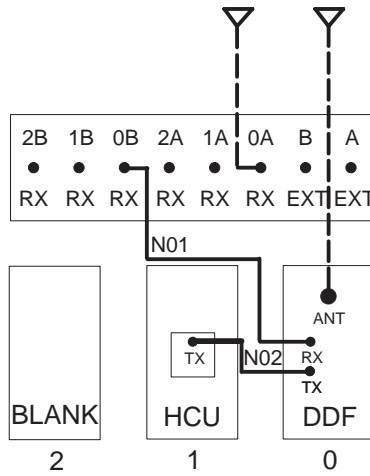 2B 1B 0B 2A 1A 0A B A
RX RX RX RX RX RX EXT EXT
N01
ANT
TX N02 RX
TX
BLANK HCU DDF
2 1 0